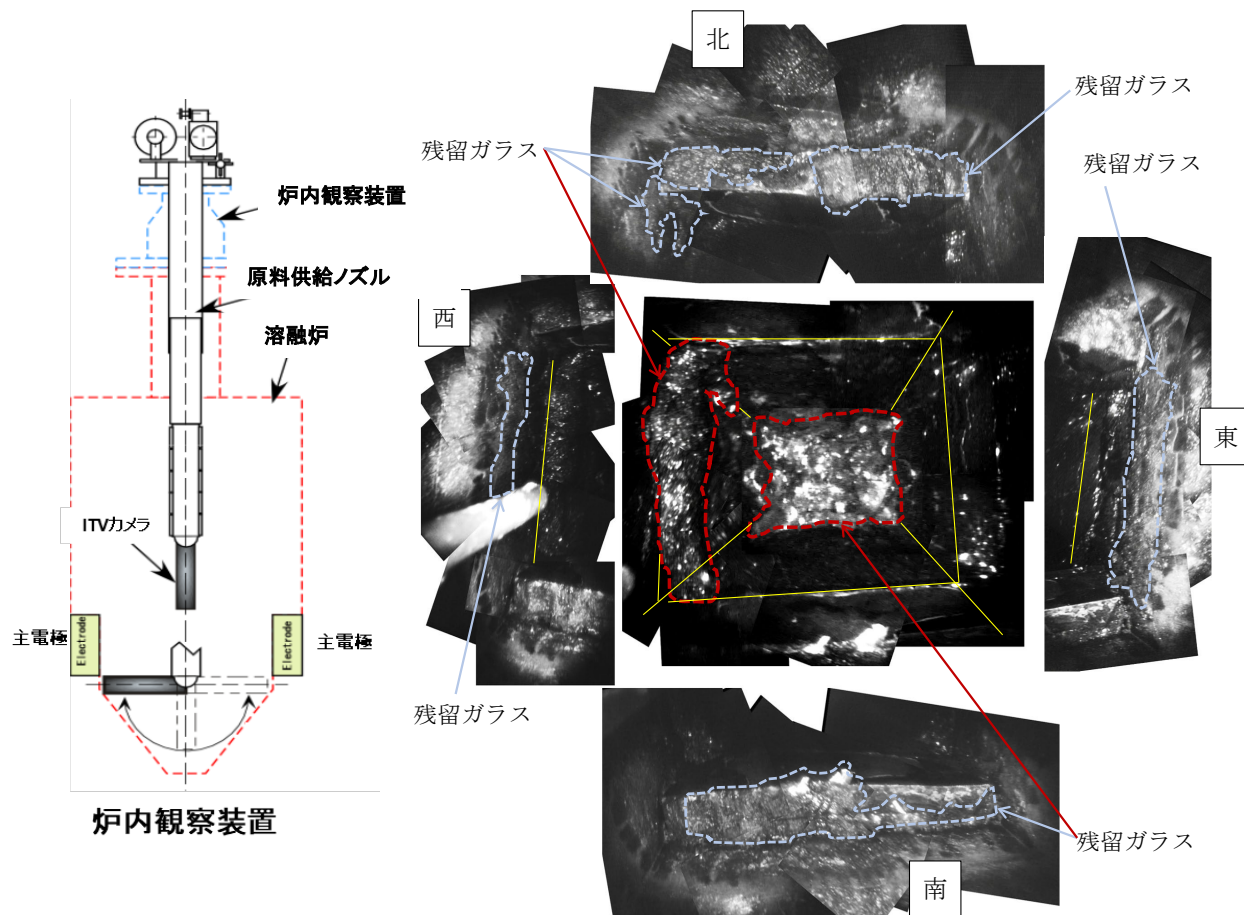 炉内観察装置
原料供給ノズル
溶融炉
ITVカメラ
主電極
Electrode
Electrode
主電極
炉内観察装置
北
残留ガラス
残留ガラス
残留ガラス
西
東
残留ガラス
残留ガラス
南